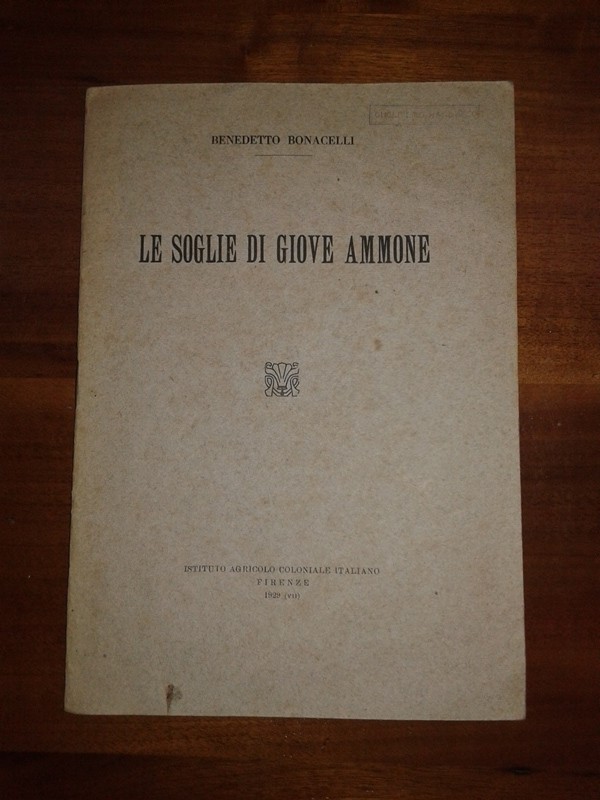 BENEDETTO BONACELLI
LE SOGLIE DI GIOVE AMMONE
ISTITUTO AGRICOLO COLONIALE ITALIANO
FIRENZE
1929 (VII)